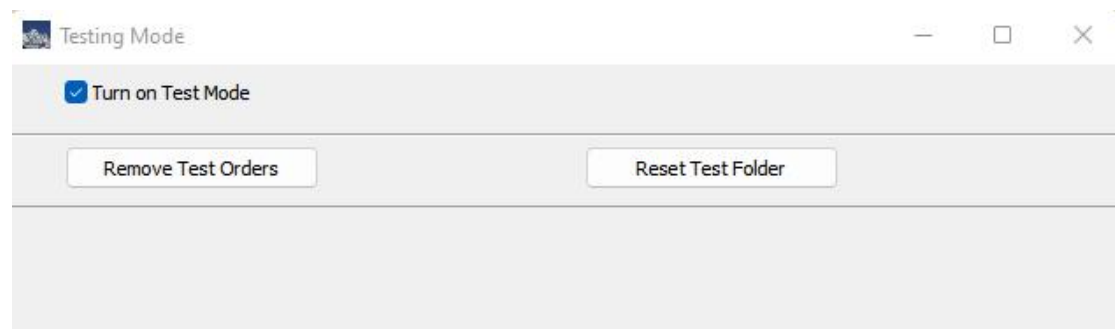 Testing Mode
Turn on Test Mode
Remove Test Orders
Reset Test Folder